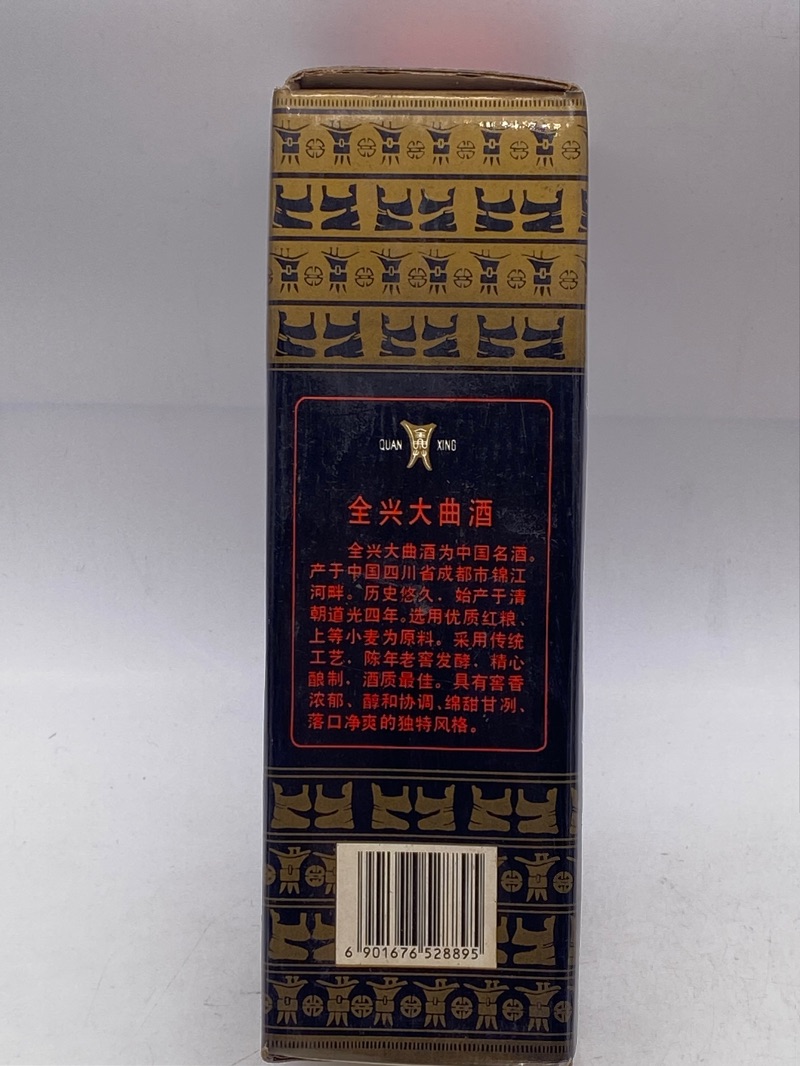 QUAN 全興 XING
全兴大曲酒
全兴大曲酒为中国名酒。
产于中国四川省成都市锦江
河畔。历史悠久．始产于清
朝道光四年。选用优质红粮、
上等小麦为原料。采用传统
工艺．陈年老窖发酵．精心
酿制．酒质最佳。具有窖香
浓郁、醇和协调、绵甜甘冽、
落口净爽的独特风格。
6 901676 528895